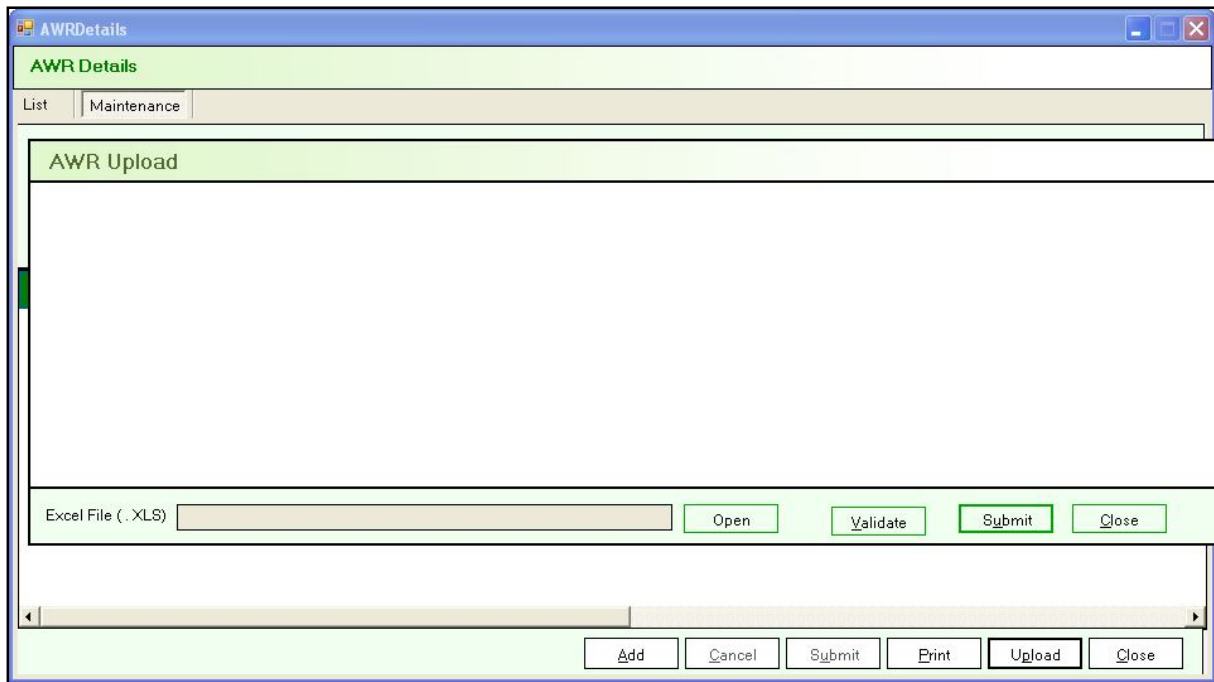 AWRDetails
AWR Details
List Maintenance
AWR Upload
Excel File ( . XLS) Open Validate Submit Close
Add Cancel Submit Print Upload Close